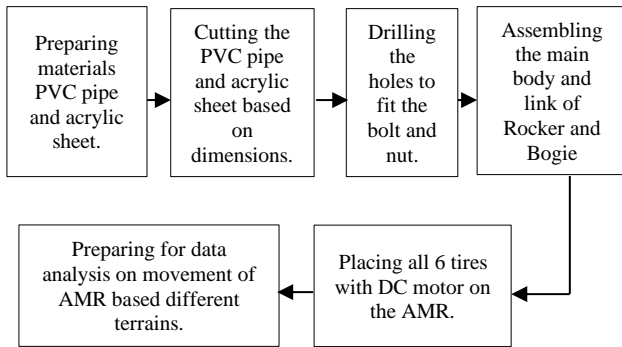 Preparing
materials
PVC pipe
and acrylic
sheet.
Cutting the
PVC pipe
and acrylic
sheet based
on
dimensions.
Drilling
the
holes to
fit the
bolt and
nut.
Assembling
the main
body and
link of
Rocker and
Bogie
Placing all 6 tires
with DC motor on
the AMR.
Preparing for data
analysis on movement of
AMR based different
terrains.